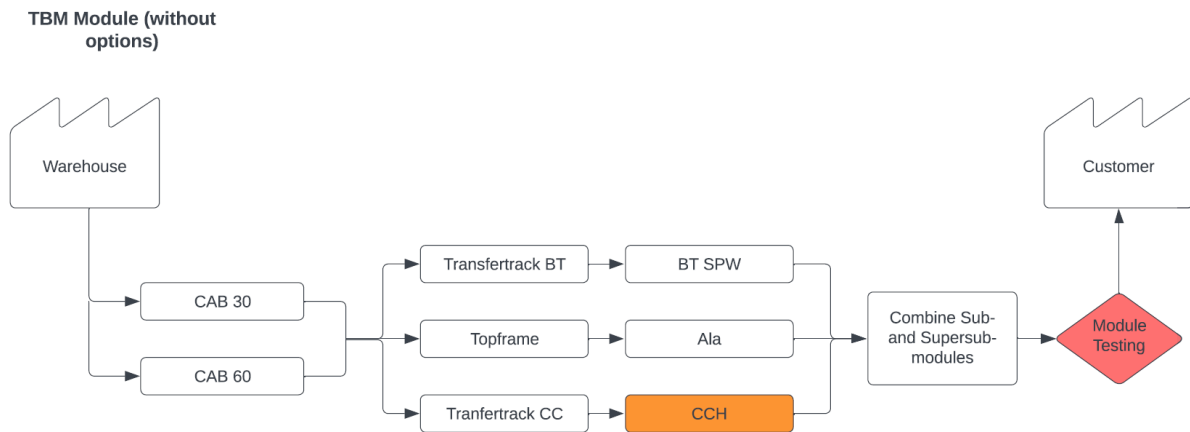 TBM Module (without
options)
Warehouse
Customer
Transfertrack BT
BT SPW
CAB 30
Topframe
Ala
Combine Sub-
and Supersub-
modules
Module
Testing
CAB 60
Tranfertrack CC
CCH